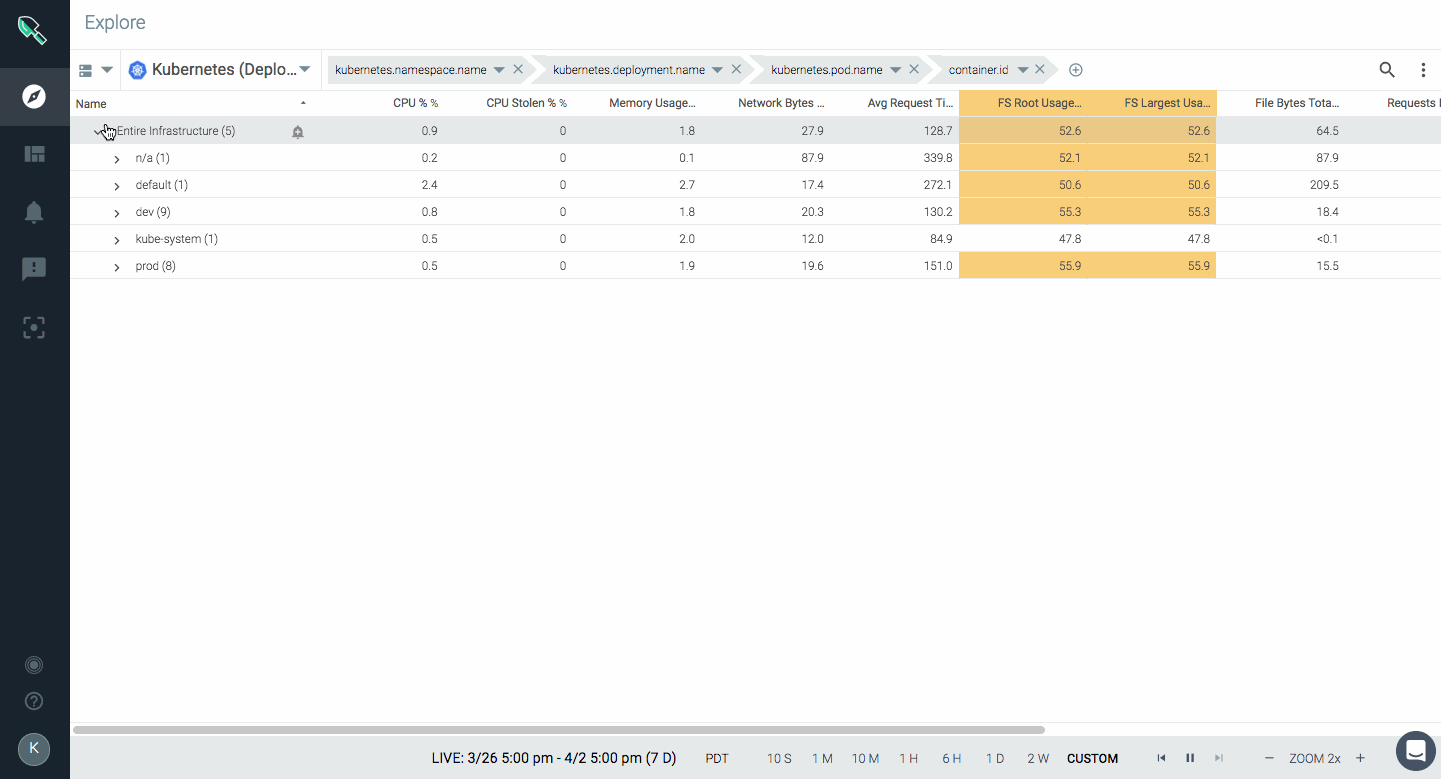 Explore
Kubernetes (Deplo... kubernetes.namespace.name kubernetes.deployment.name kubernetes.pod.name container.id
Name CPU % % CPU Stolen % % Memory Usage... Network Bytes ... Avg Request Ti... FS Root Usage... FS Largest Usa... File Bytes Tota... Requests
Entire Infrastructure (5) 0.9 0 1.8 27.9 128.7 52.6 52.6 64.5
n/a (1) 0.2 0 0.1 87.9 339.8 52.1 52.1 87.9
default (1) 2.4 0 2.7 17.4 272.1 50.6 50.6 209.5
dev (9) 0.8 0 1.8 20.3 130.2 55.3 55.3 18.4
kube-system (1) 0.5 0 2.0 12.0 84.9 47.8 47.8 <0.1
prod (8) 0.5 0 1.9 19.6 151.0 55.9 55.9 15.5
K
LIVE: 3/26 5:00 pm - 4/2 5:00 pm (7 D) PDT 10 S 1 M 10 M 1 H 6 H 1 D 2 W CUSTOM ZOOM 2x